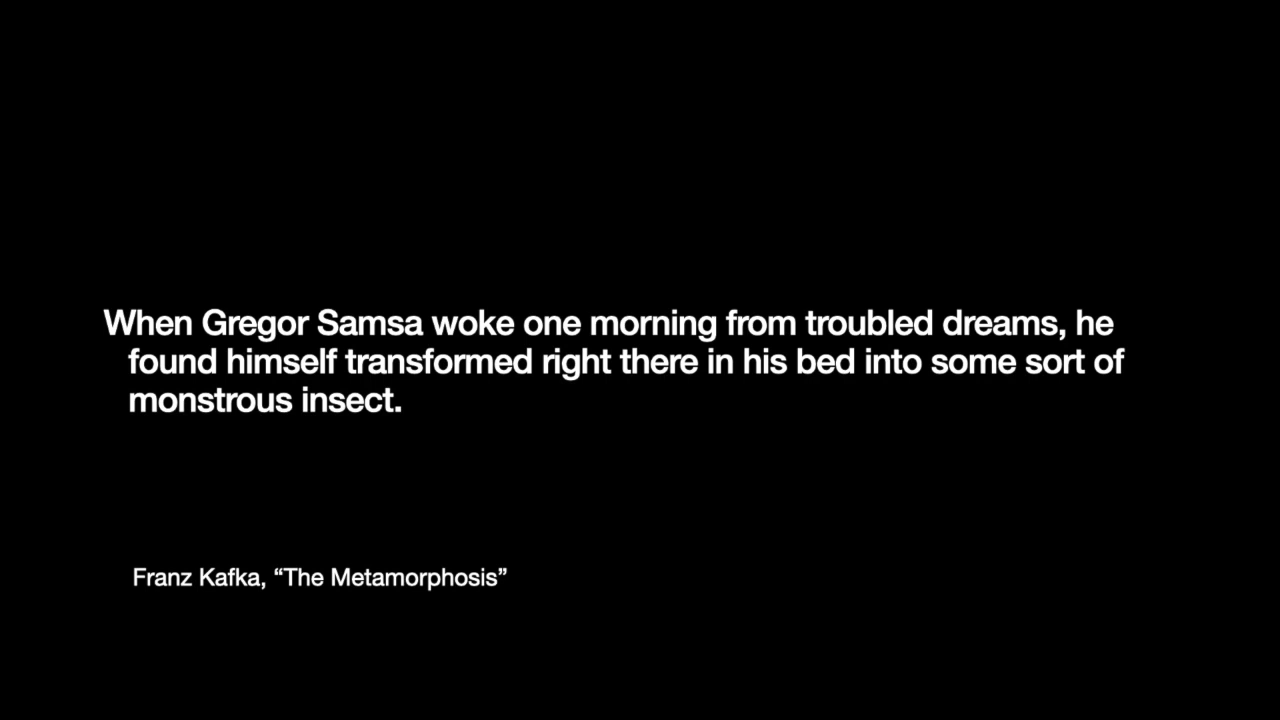 When Gregor Samsa woke one morning from troubled dreams, he
found himself transformed right there in his bed into some sort of
monstrous insect.
Franz Kafka, “The Metamorphosis”